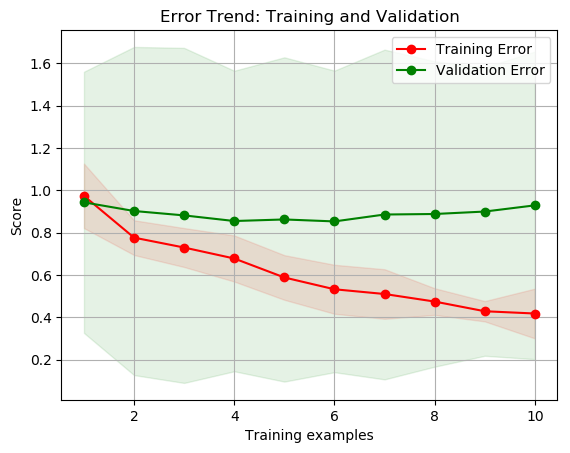 Error Trend: Training and Validation
Training Error
Validation Error
Score
1.6
1.4
1.2
1.0
0.8
0.6
0.4
0.2
2
4
6
8
10
Training examples